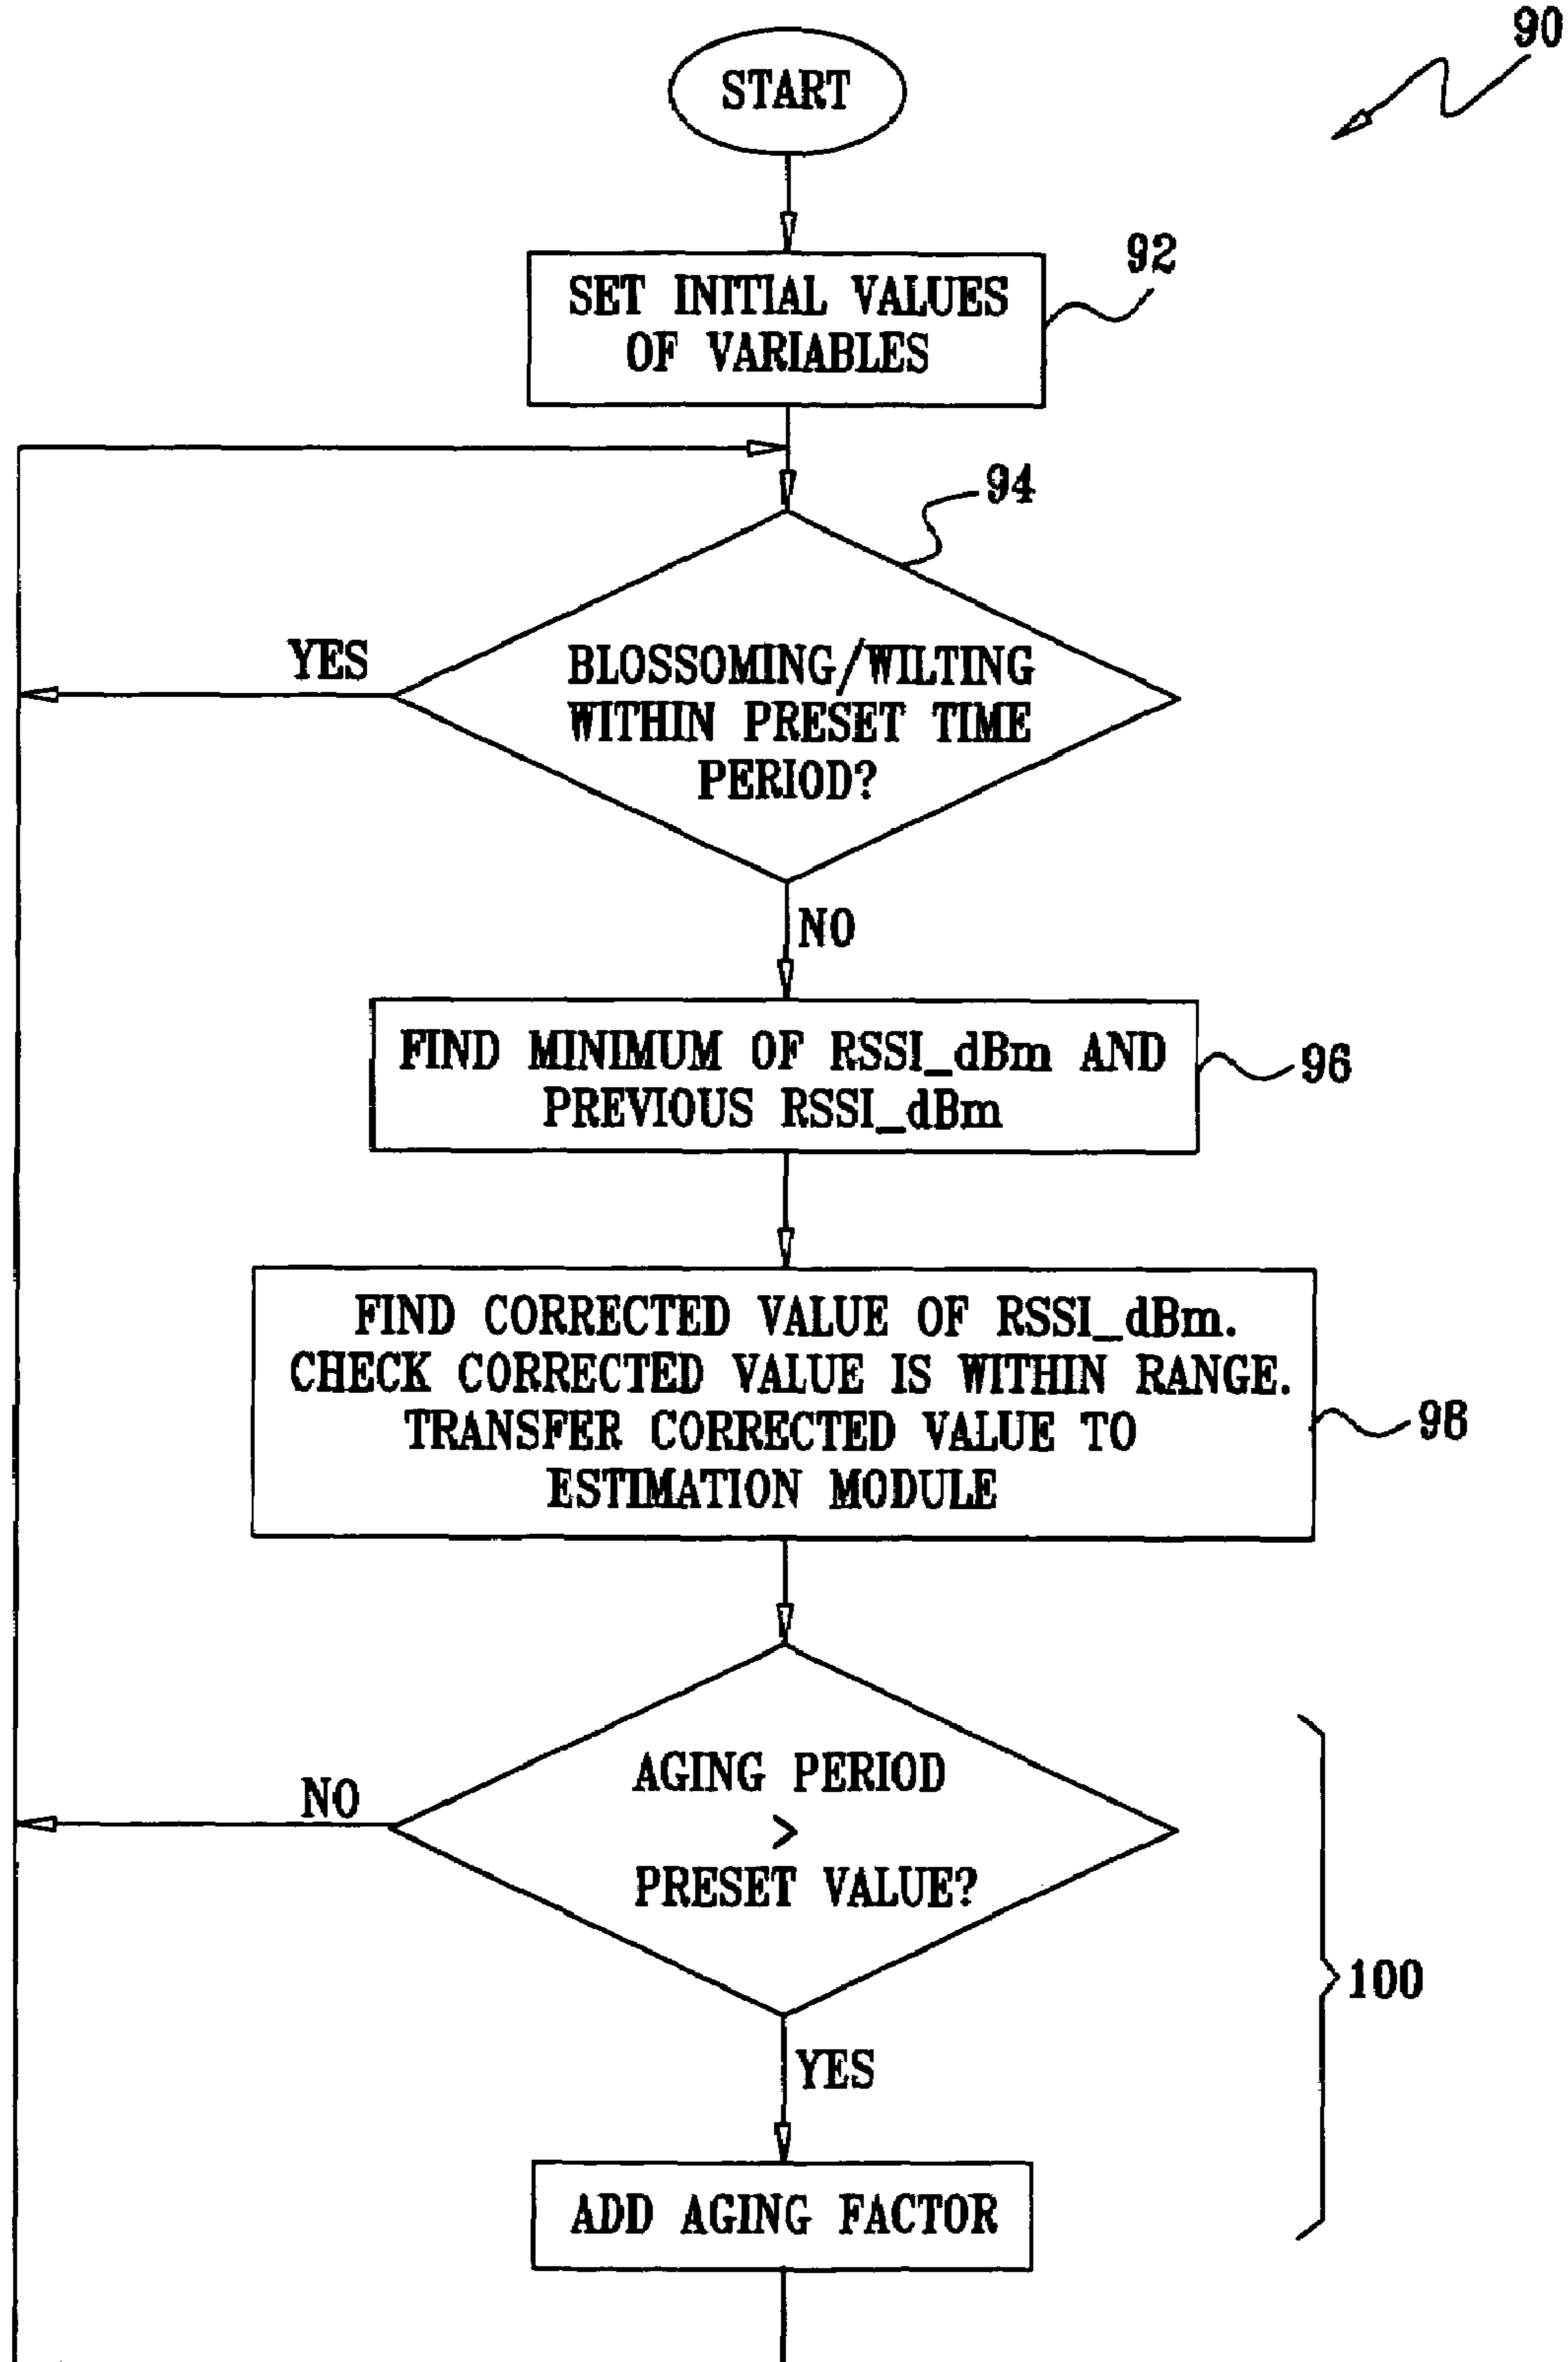 90
START
92
SET INITIAL VALUES
OF VARIABLES
94
YES
BLOSSOMING/WILTING
WITHIN PRESET TIME
PERIOD?
NO
FIND MINIMUM OF RSSI_dBm AND
PREVIOUS RSSI_dBm
96
FIND CORRECTED VALUE OF RSSI_dBm.
CHECK CORRECTED VALUE IS WITHIN RANGE.
TRANSFER CORRECTED VALUE TO
ESTIMATION MODULE
98
AGING PERIOD
>
PRESET VALUE?
NO
100
YES
ADD AGING FACTOR